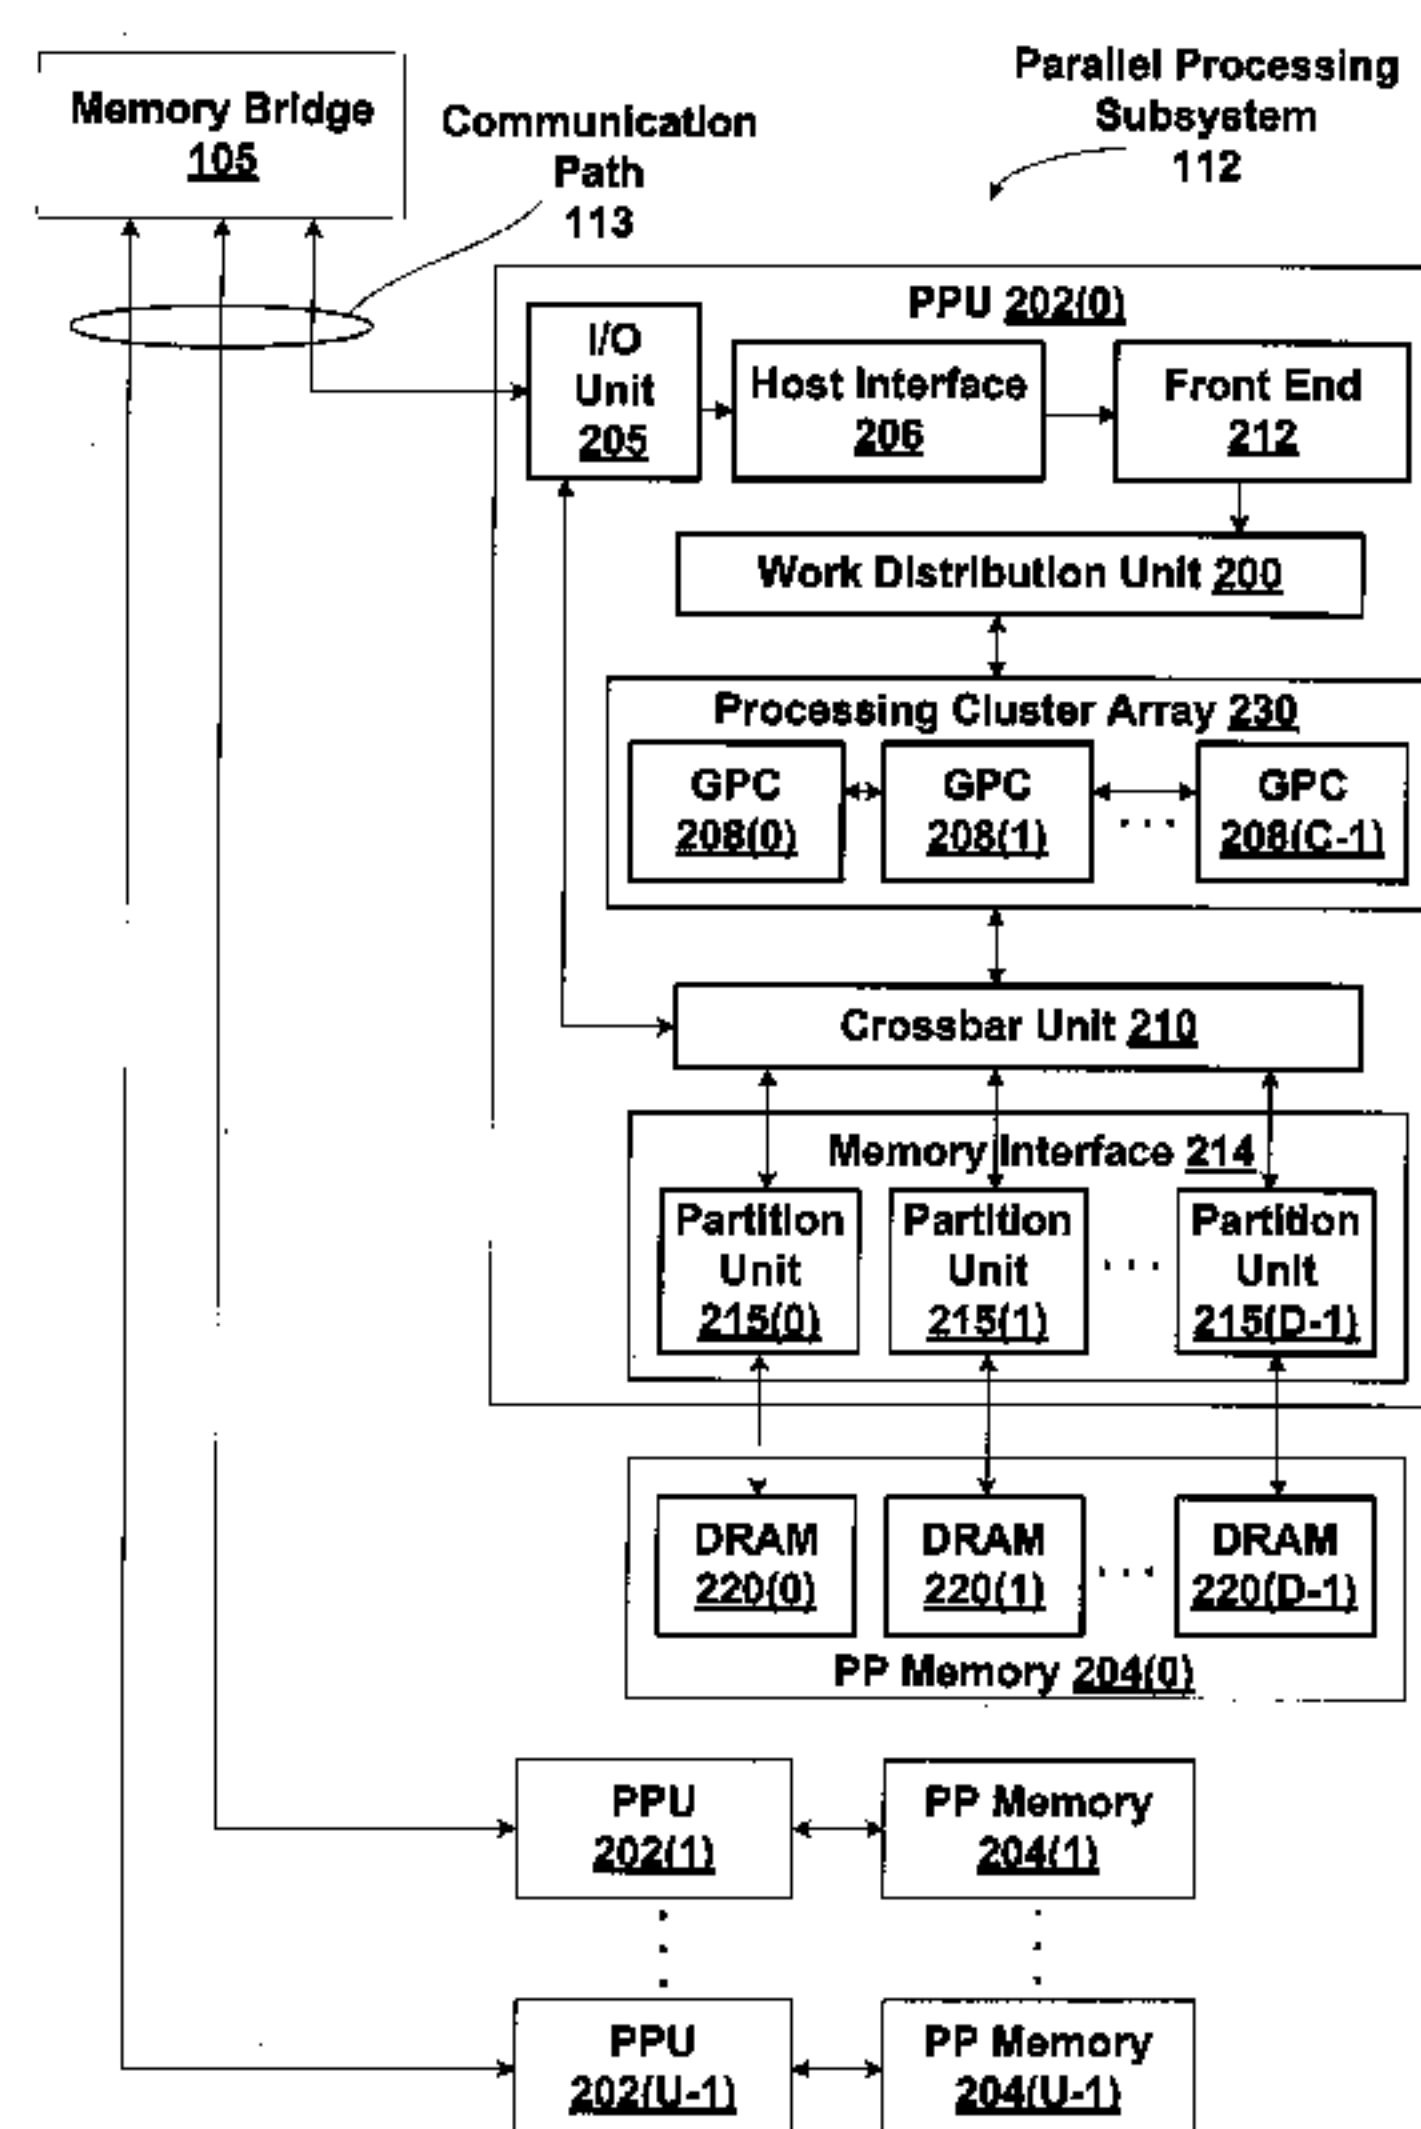 Parallel Processing
Subsystem
112
Memory Bridge
105
Communication
Path
113
PPU 202(0)
I/O
Unit
205
Host Interface
206
Front End
212
Work Distribution Unit 200
Processing Cluster Array 230
GPC
208(0)
GPC
208(1)
. . .
GPC
208(C-1)
Crossbar Unit 210
Memory Interface 214
Partition
Unit
215(0)
Partition
Unit
215(1)
. . .
Partition
Unit
215(D-1)
DRAM
220(0)
DRAM
220(1)
. . .
DRAM
220(D-1)
PP Memory 204(0)
PPU
202(1)
PP Memory
204(1)
PPU
202(U-1)
PP Memory
204(U-1)